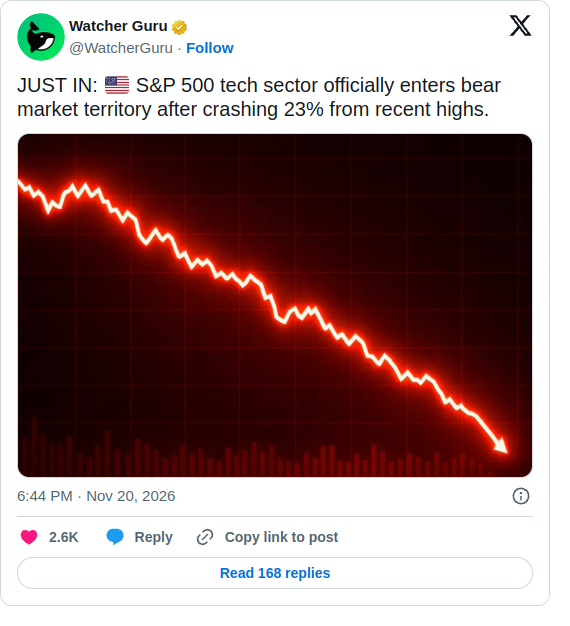 Watcher Guru
@WatcherGuru · Follow
JUST IN: 🇺🇸 S&P 500 tech sector officially enters bear
market territory after crashing 23% from recent highs.
6:44 PM · Nov 20, 2026
2.6K Reply Copy link to post
Read 168 replies